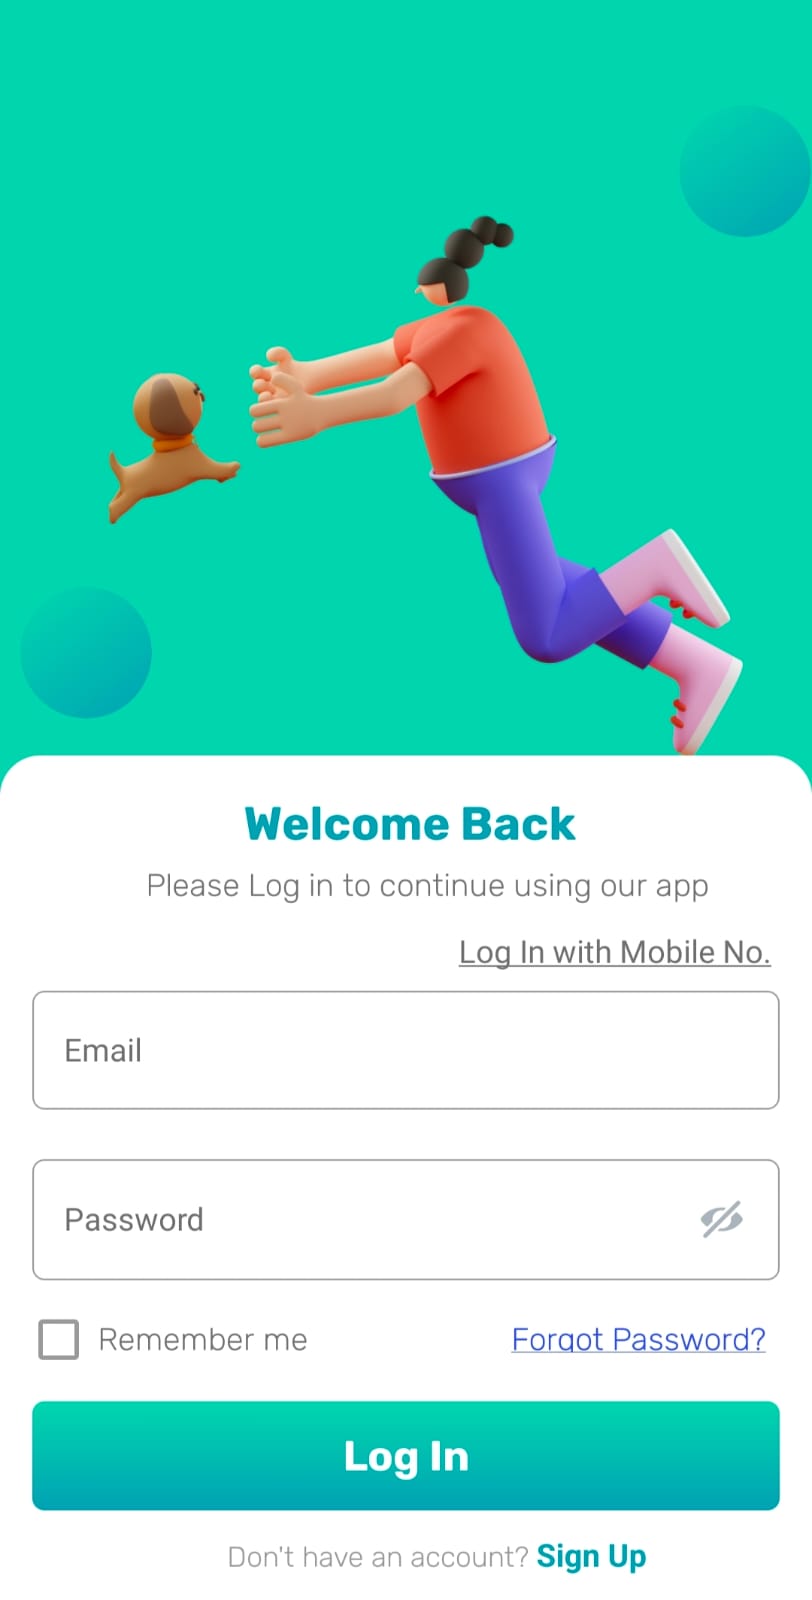 Welcome Back
Please Log in to continue using our app
Log In with Mobile No.
Email
Password
Remember me
Forgot Password?
Log In
Don't have an account? Sign Up